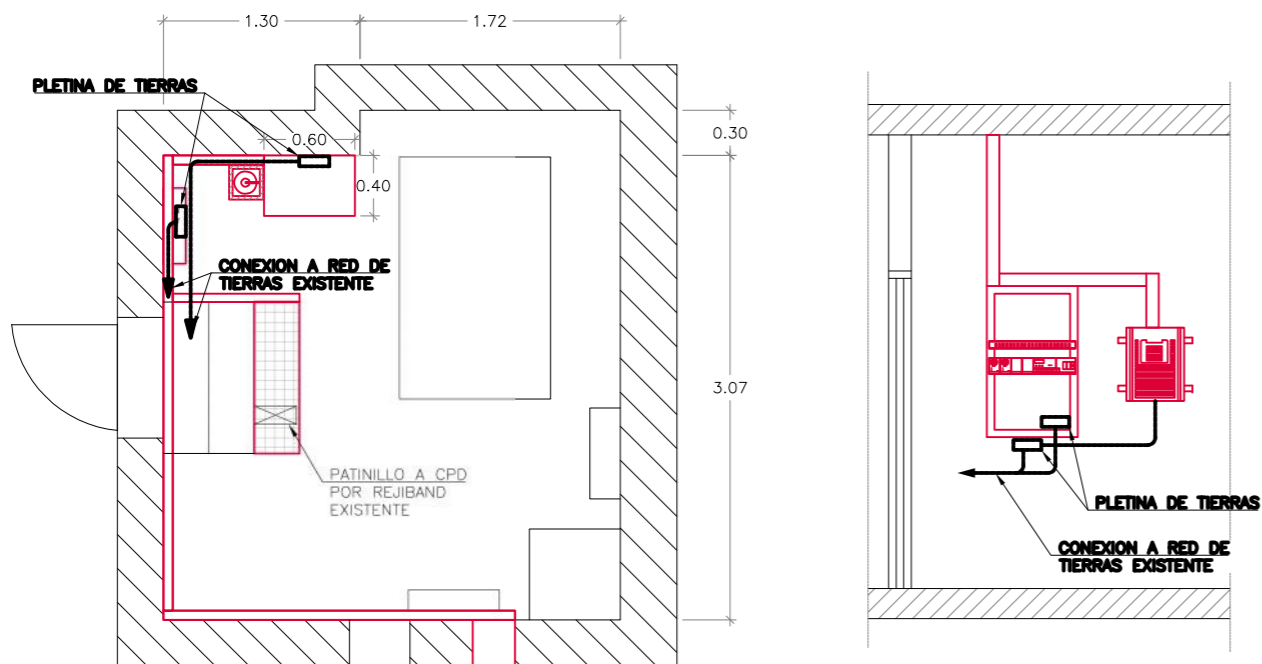 1.30
1.72
PLETINA DE TIERRAS
0.60
0.30
0.40
CONEXION A RED DE
TIERRAS EXISTENTE
3.07
PATINILLO A CPD
POR REJIBAND
EXISTENTE
PLETINA DE TIERRAS
CONEXION A RED DE
TIERRAS EXISTENTE